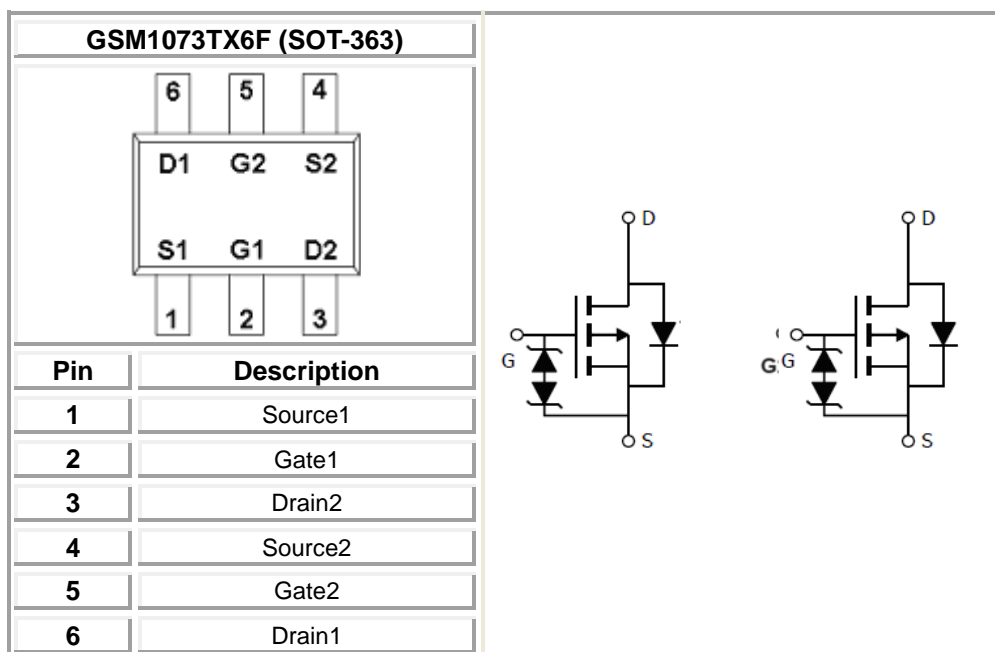 GSM1073TX6F (SOT-363)
6 5 4
D1 G2 S2
S1 G1 D2
1 2 3
Pin Description
1 Source1
2 Gate1
3 Drain2
4 Source2
5 Gate2
6 Drain1
D D
G G G
S S